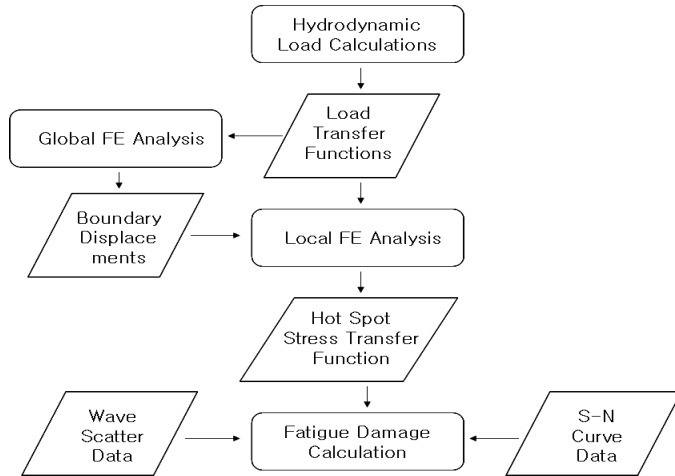 Hydrodynamic
Load Calculations
Load
Transfer
Functions
Global FE Analysis
Boundary
Displace
ments
Local FE Analysis
Hot Spot
Stress Transfer
Function
Wave
Scatter
Data
Fatigue Damage
Calculation
S-N
Curve
Data